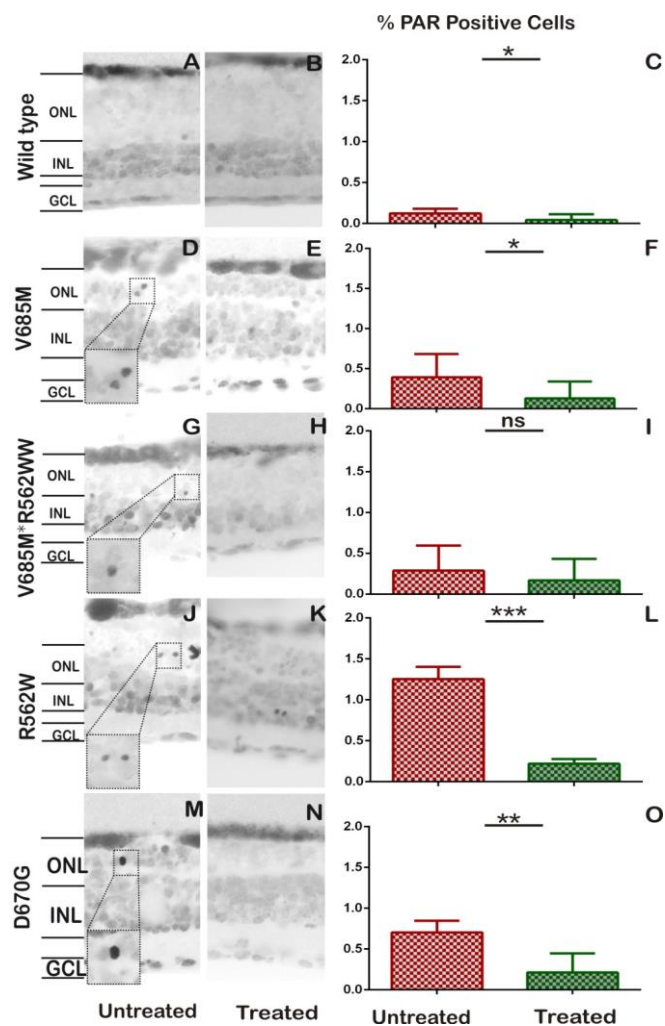 % PAR Positive Cells
Wild type
ONL
INL
GCL
A
B
C
*
2.0
1.5
1.0
0.5
0.0
V685M
ONL
INL
GCL
D
E
F
*
2.0
1.5
1.0
0.5
0.0
V685M*R562WW
ONL
INL
GCL
G
H
I
ns
2.0
1.5
1.0
0.5
0.0
R562W
ONL
INL
GCL
J
K
L
***
2.0
1.5
1.0
0.5
0.0
D670G
ONL
INL
GCL
M
N
O
**
2.0
1.5
1.0
0.5
0.0
Untreated Treated Untreated Treated